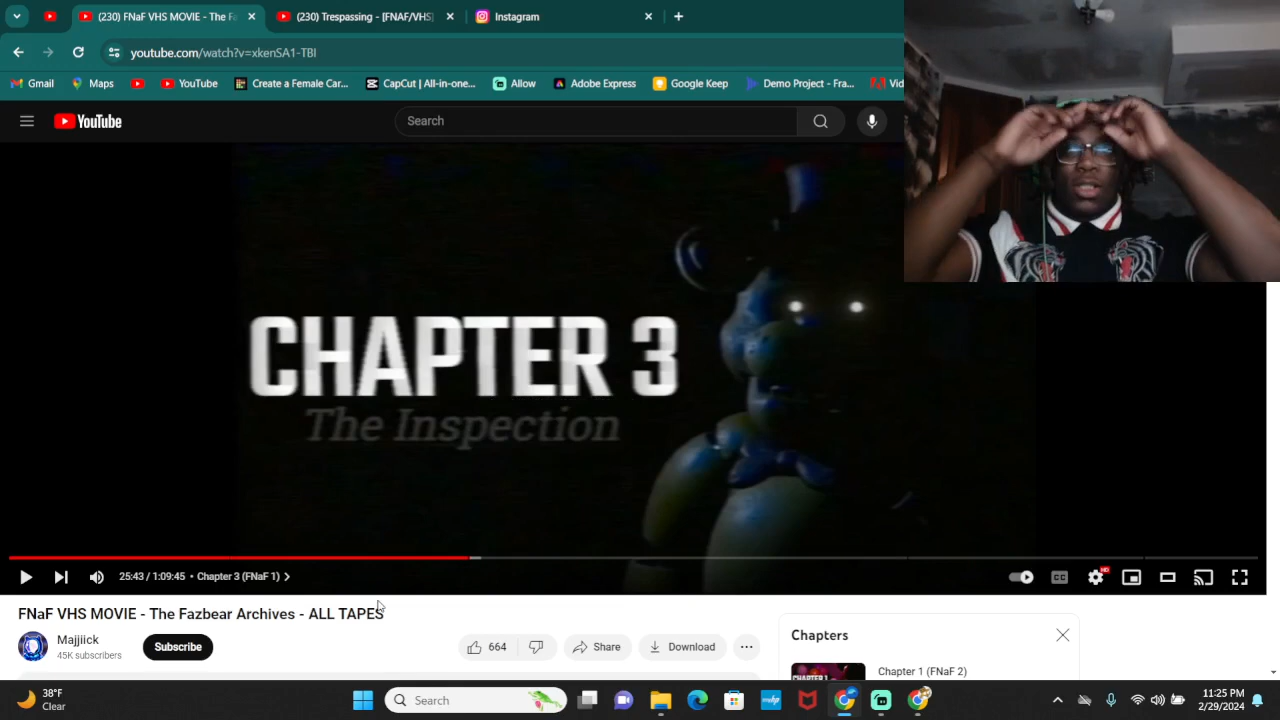 (230) FNaF VHS MOVIE - The Fa
(230) Trespassing - [FNAF/VHS]
Instagram
youtube.com/watch?v=xkenSA1-TBI
Gmail
Maps
YouTube
Create a Female Car...
CapCut | All-in-one...
Allow
Adobe Express
Google Keep
Demo Project - Fra...
Vid
YouTube
Search
CHAPTER 3
The Inspection
25:43 / 1:09:45 • Chapter 3 (FNaF 1)
CC
HD
FNaF VHS MOVIE - The Fazbear Archives - ALL TAPES
Majjiick
45K subscribers
Subscribe
664
Share
Download
Chapters
Chapter 1 (FNaF 2)
38°F
Clear
Search
11:25 PM
2/29/2024